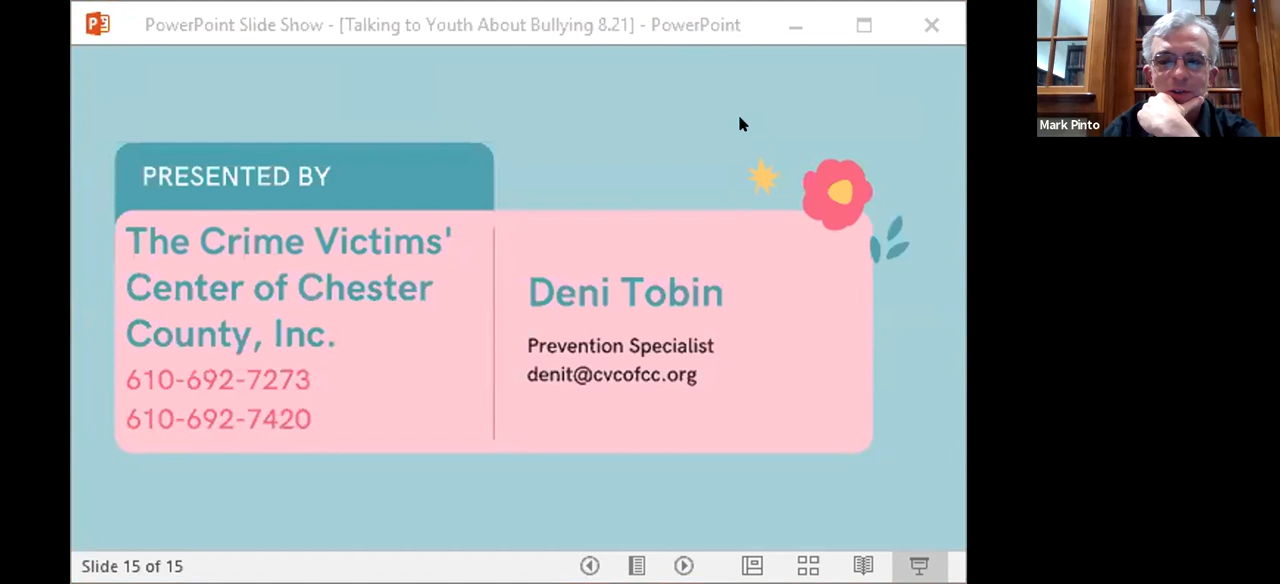 PowerPoint Slide Show - [Talking to Youth About Bullying 8.21] - PowerPoint
Mark Pinto
PRESENTED BY
The Crime Victims'
Center of Chester
County, Inc.
610-692-7273
610-692-7420
Deni Tobin
Prevention Specialist
denit@cvcofcc.org
Slide 15 of 15